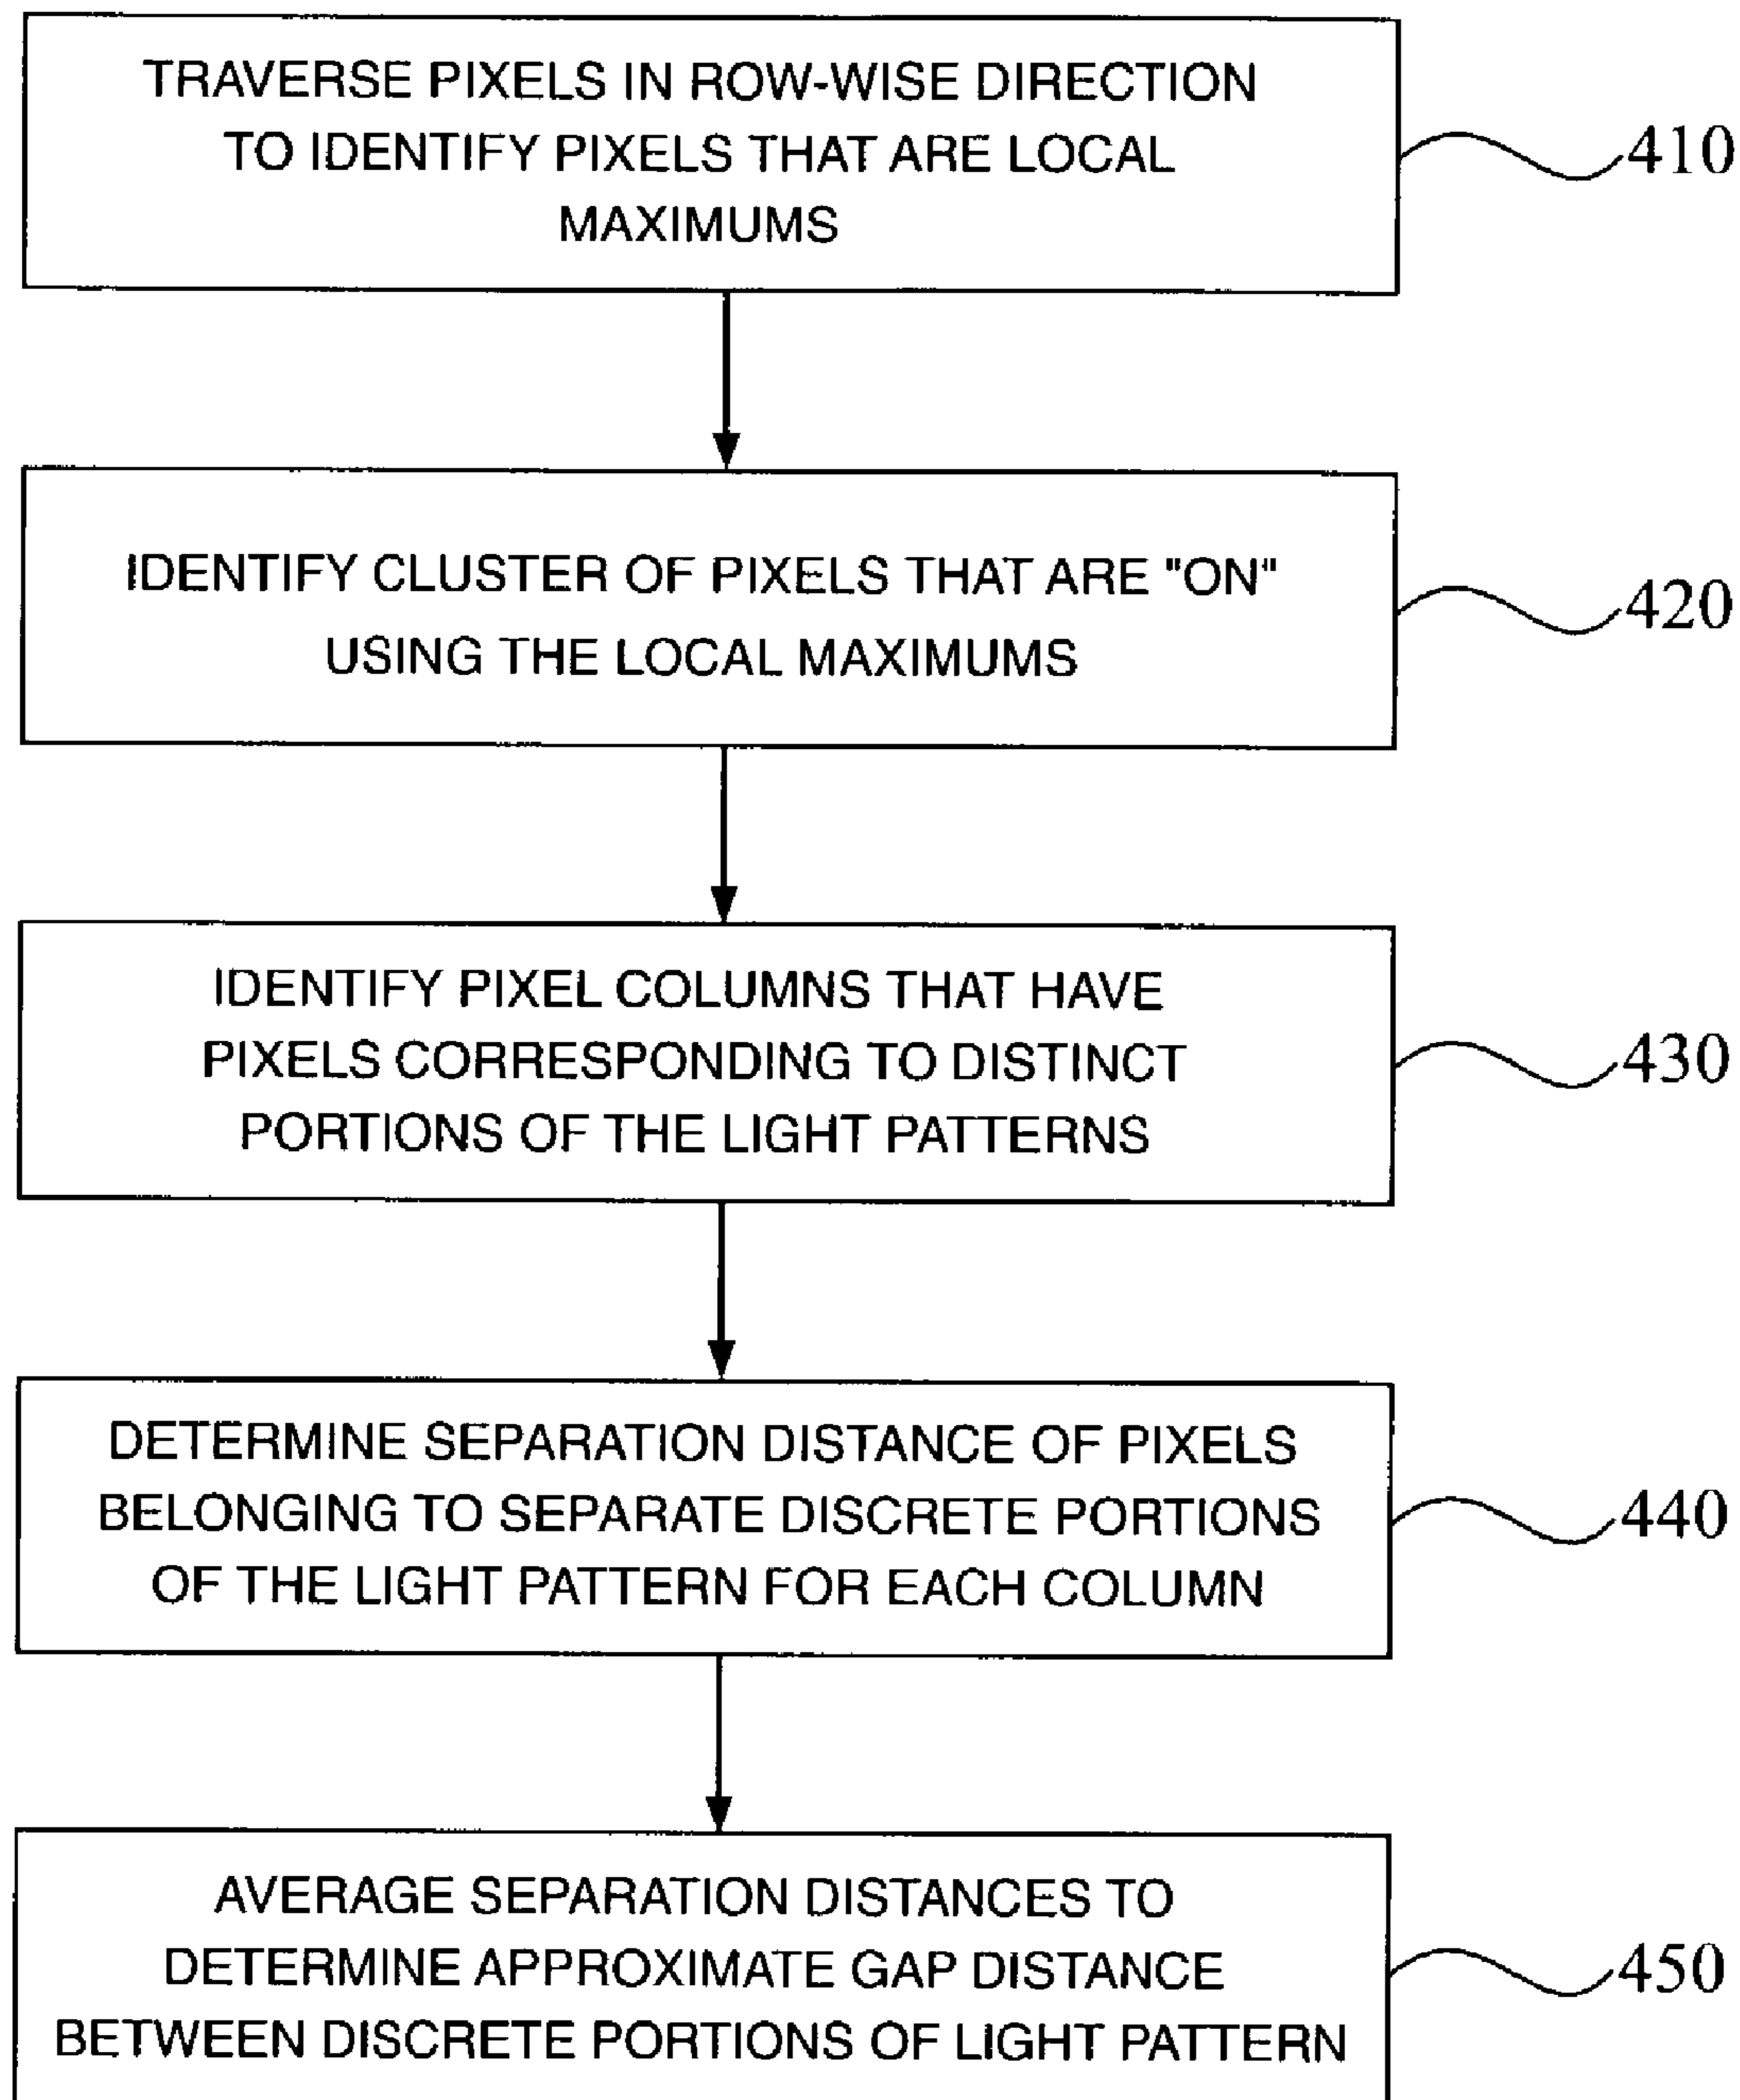 TRAVERSE PIXELS IN ROW-WISE DIRECTION
TO IDENTIFY PIXELS THAT ARE LOCAL
MAXIMUMS
410
IDENTIFY CLUSTER OF PIXELS THAT ARE "ON"
USING THE LOCAL MAXIMUMS
420
IDENTIFY PIXEL COLUMNS THAT HAVE
PIXELS CORRESPONDING TO DISTINCT
PORTIONS OF THE LIGHT PATTERNS
430
DETERMINE SEPARATION DISTANCE OF PIXELS
BELONGING TO SEPARATE DISCRETE PORTIONS
OF THE LIGHT PATTERN FOR EACH COLUMN
440
AVERAGE SEPARATION DISTANCES TO
DETERMINE APPROXIMATE GAP DISTANCE
BETWEEN DISCRETE PORTIONS OF LIGHT PATTERN
450